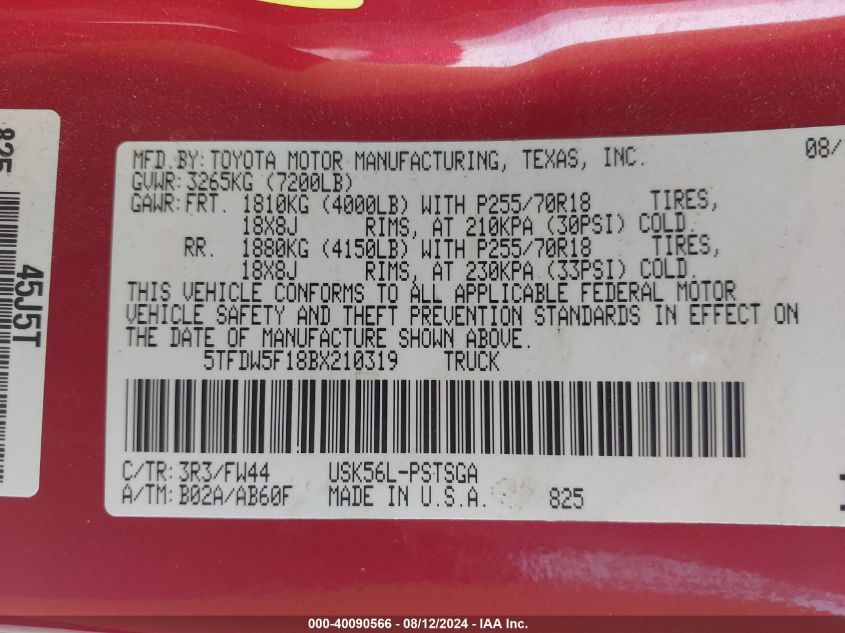 MFD.BY: TOYOTA MOTOR MANUFACTURING, TEXAS, INC. 08/
GVWR: 3265KG (7200LB)
GAWR: FRT. 1810KG (4000LB) WITH P255/70R18 TIRES,
18X8J RIMS, AT 210KPA (30PSI) COLD.
RR. 1880KG (4150LB) WITH P255/70R18 TIRES,
18X8J RIMS, AT 230KPA (33PSI) COLD.
THIS VEHICLE CONFORMS TO ALL APPLICABLE FEDERAL MOTOR
VEHICLE SAFETY AND THEFT PREVENTION STANDARDS IN EFFECT ON
THE DATE OF MANUFACTURE SHOWN ABOVE.
5TFDW5F18BX210319 TRUCK
C/TR: 3R3/FW44 USK56L-PSTSGA
A/TM: B02A/AB60F MADE IN U.S.A. 825
825
45J5T
000-40090566 - 08/12/2024 - IAA Inc.